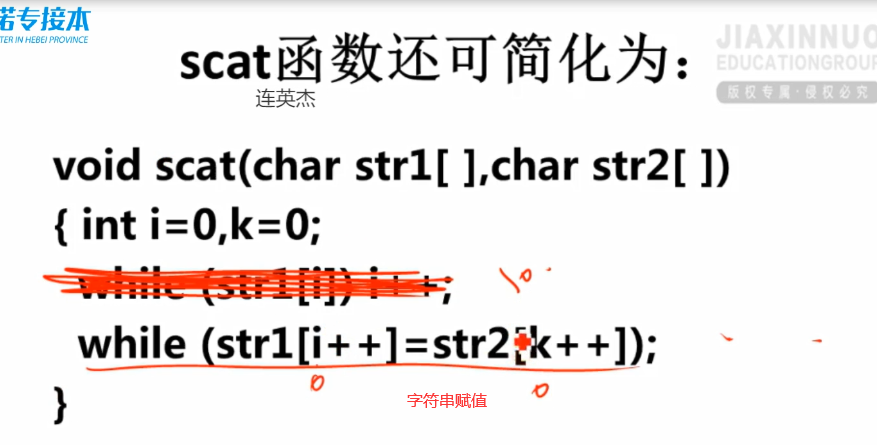 诺专接本
TER IN HEBEI PROVINCE
JIAXINNUO
EDUCATIONGROUP
版权专属·侵权必究
scat函数还可简化为：
连英杰
void scat(char str1[ ],char str2[ ])
{ int i=0,k=0;
while (str1[i]) i++;
\0
while (str1[i++]=str2[k++]);
0 0
}
字符串赋值